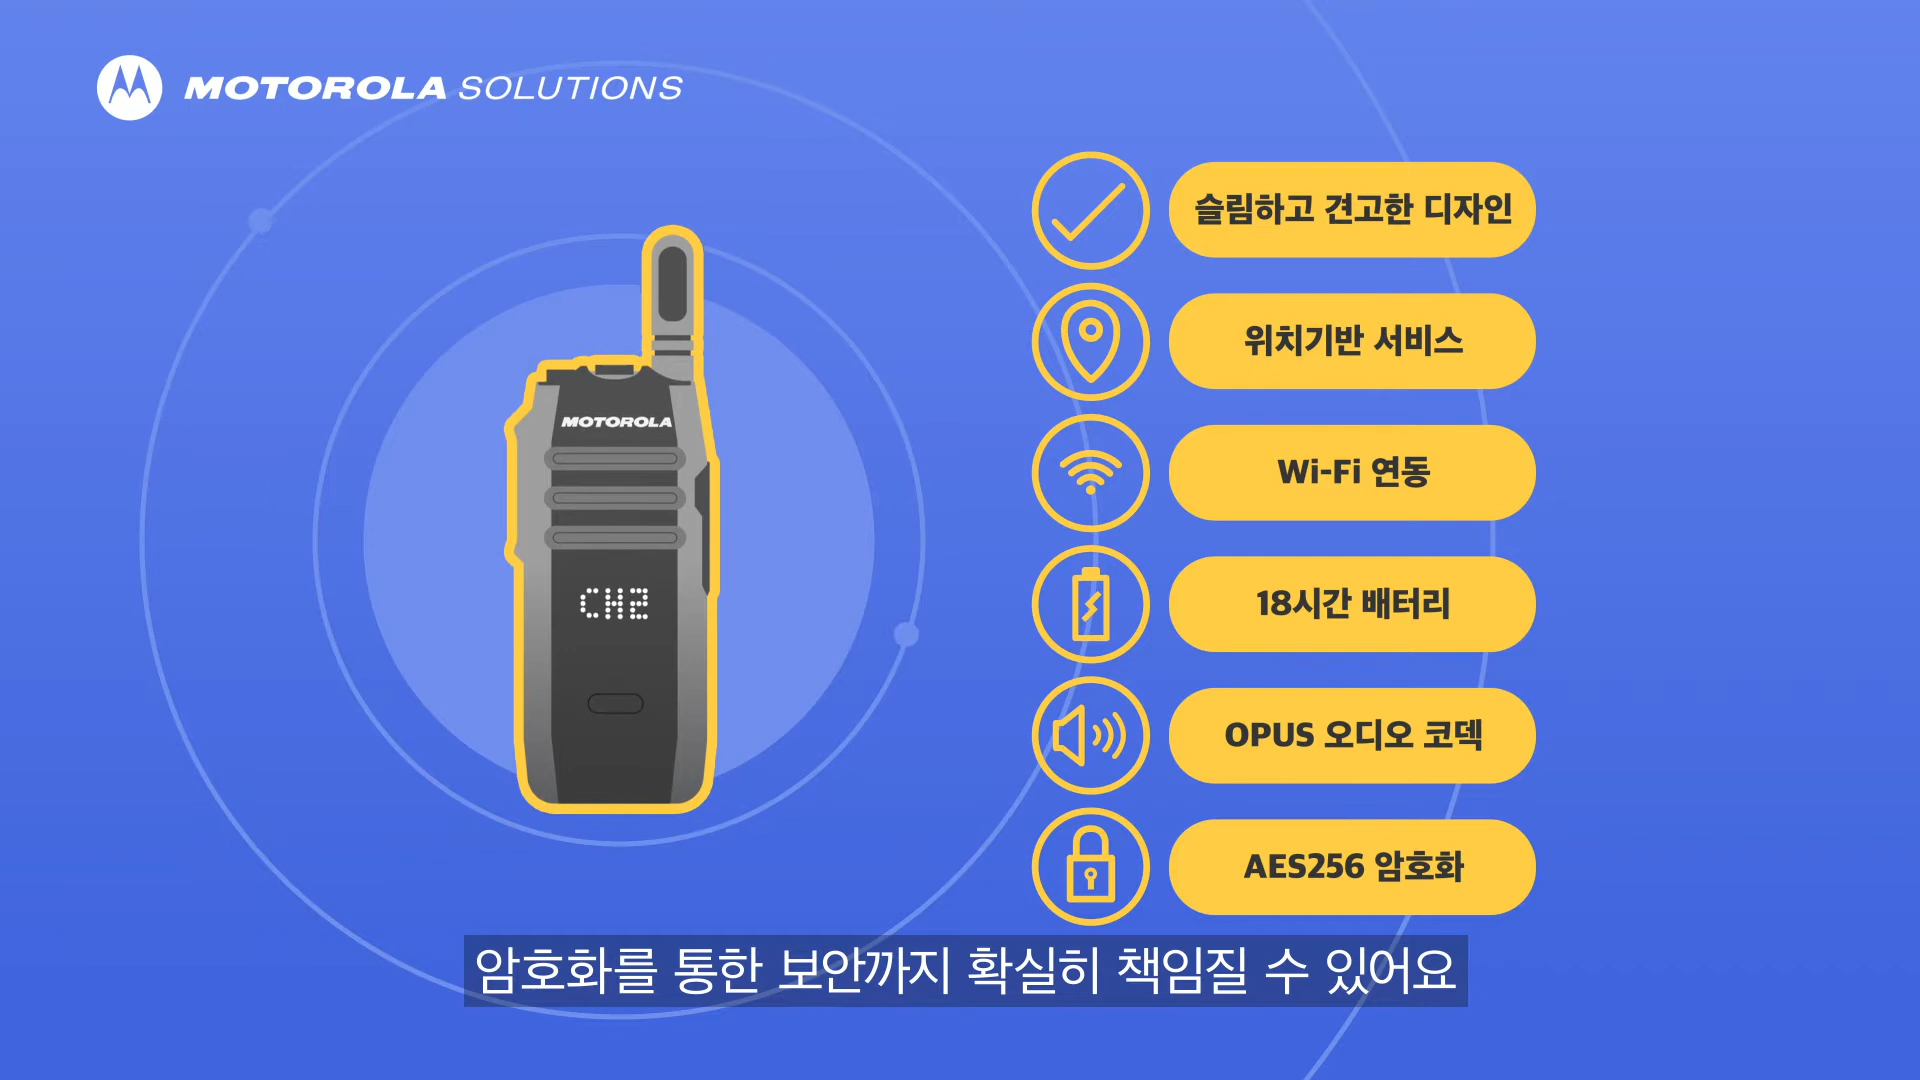 MOTOROLA SOLUTIONS
MOTOROLA
CH2
슬림하고 견고한 디자인
위치기반 서비스
Wi-Fi 연동
18시간 배터리
OPUS 오디오 코덱
AES256 암호화
암호화를 통한 보안까지 확실히 책임질 수 있어요